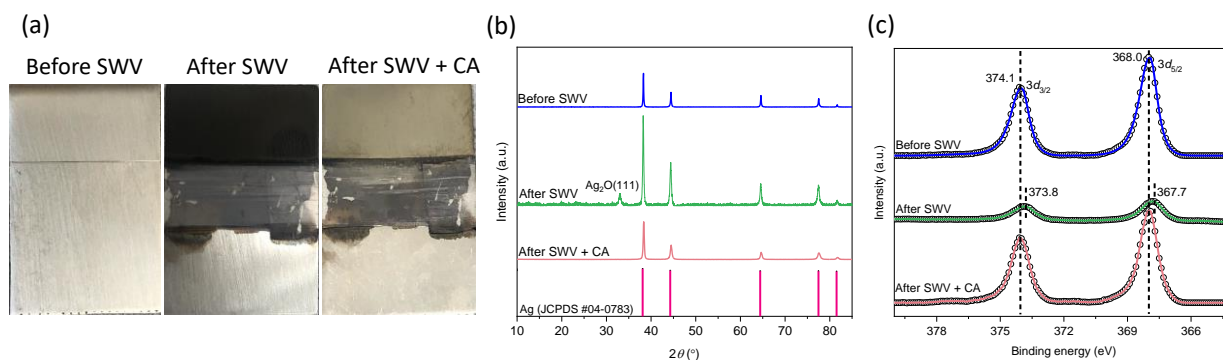 (a)
Before SWV
After SWV
After SWV + CA
(b)
Intensity (a.u.)
Before SWV
Ag₂O(111)
After SWV
After SWV + CA
Ag (JCPDS #04-0783)
10 20 30 40 50 60 70 80
2θ (°)
(c)
Intensity (a.u.)
374.1
3d₃/₂
368.0
3d₅/₂
Before SWV
373.8
367.7
After SWV
After SWV + CA
378 375 372 369 366
Binding energy (eV)